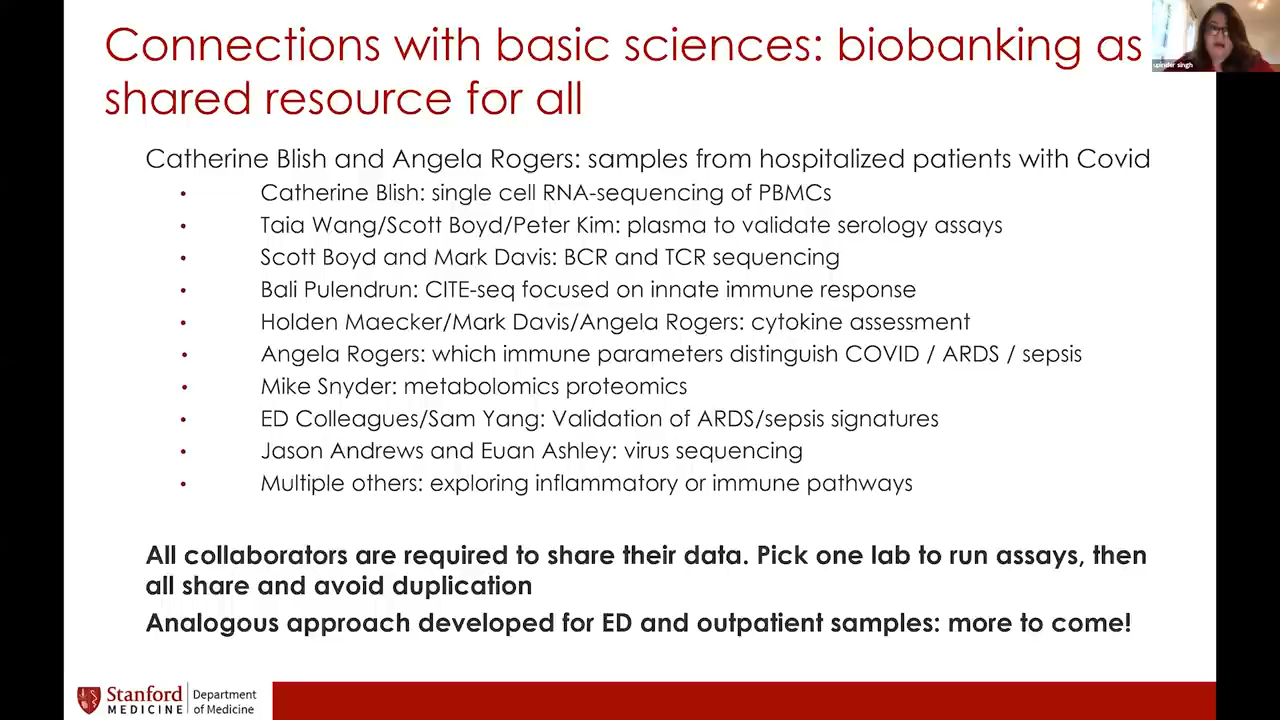 Connections with basic sciences: biobanking as
shared resource for all
upinder singh
Catherine Blish and Angela Rogers: samples from hospitalized patients with Covid
• Catherine Blish: single cell RNA-sequencing of PBMCs
• Taia Wang/Scott Boyd/Peter Kim: plasma to validate serology assays
• Scott Boyd and Mark Davis: BCR and TCR sequencing
• Bali Pulendrun: CITE-seq focused on innate immune response
• Holden Maecker/Mark Davis/Angela Rogers: cytokine assessment
• Angela Rogers: which immune parameters distinguish COVID / ARDS / sepsis
• Mike Snyder: metabolomics proteomics
• ED Colleagues/Sam Yang: Validation of ARDS/sepsis signatures
• Jason Andrews and Euan Ashley: virus sequencing
• Multiple others: exploring inflammatory or immune pathways
All collaborators are required to share their data. Pick one lab to run assays, then
all share and avoid duplication
Analogous approach developed for ED and outpatient samples: more to come!
Stanford
MEDICINE
Department
of Medicine